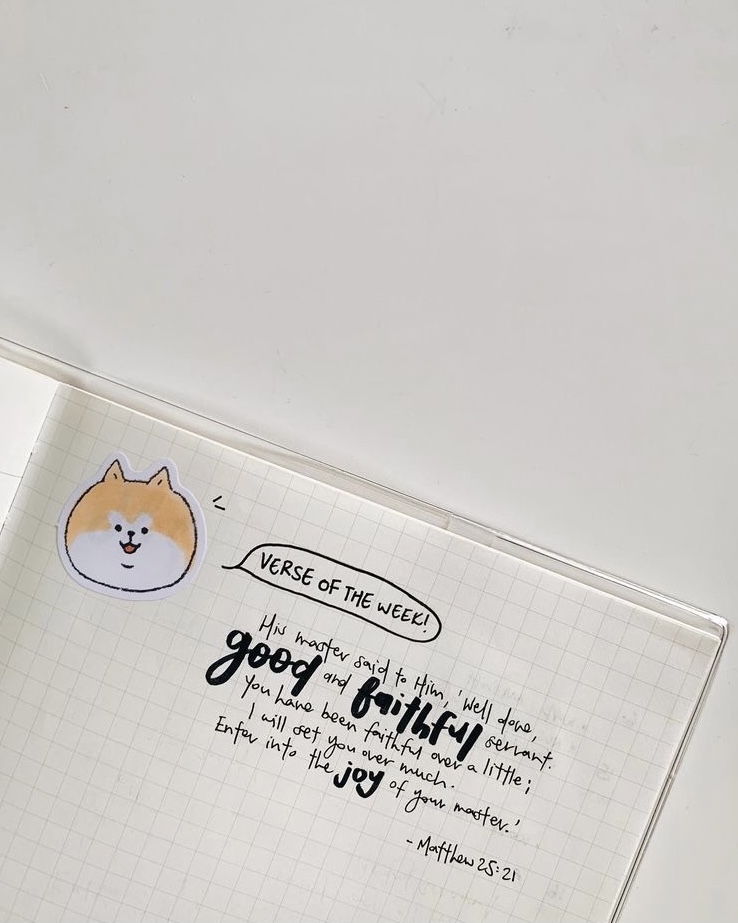 VERSE OF THE WEEK!
His master said to Him, 'Well done,
good and faithful servant.
You have been faithful over a little;
I will set you over much.
Enter into the joy of your master.'
- Matthew 25:21